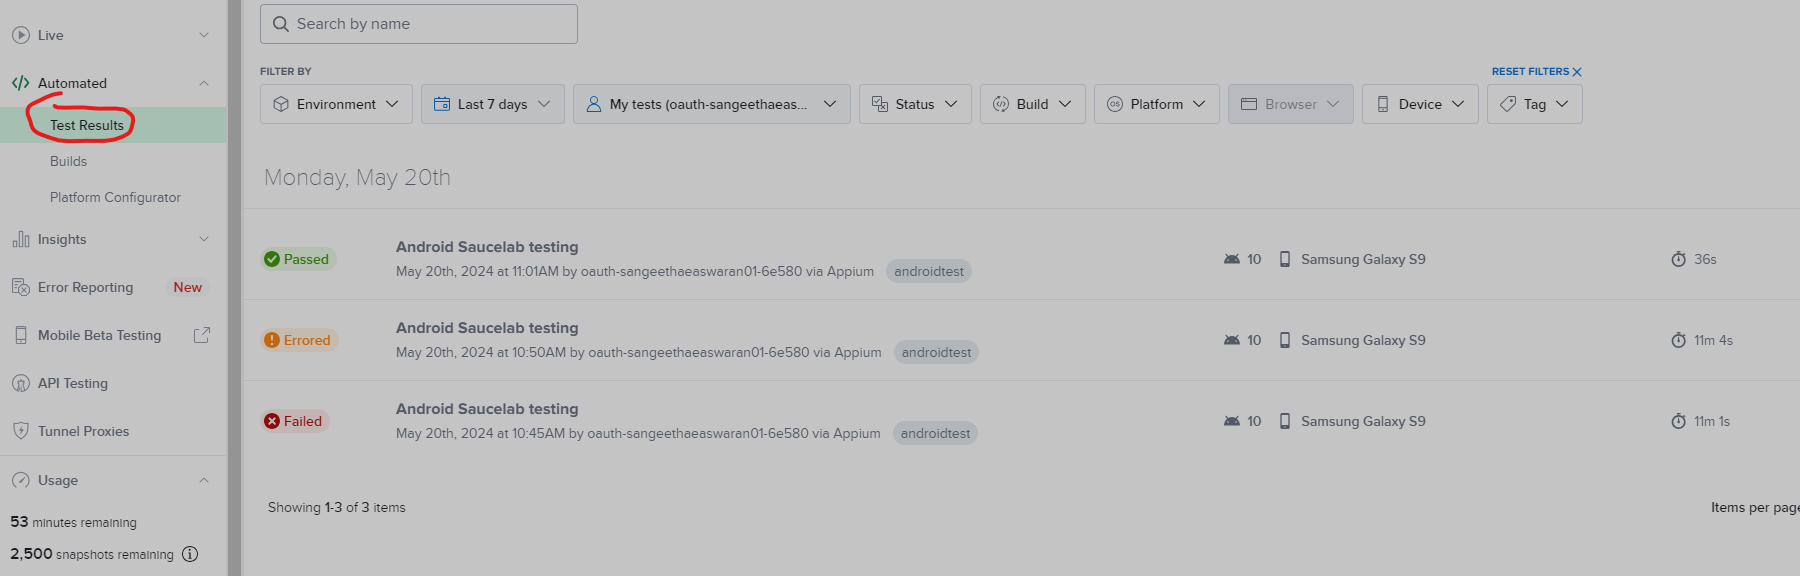 Live
Automated
Test Results
Builds
Platform Configurator
Insights
Error Reporting New
Mobile Beta Testing
API Testing
Tunnel Proxies
Usage
53 minutes remaining
2,500 snapshots remaining
Search by name
FILTER BY
RESET FILTERS
Environment
Last 7 days
My tests (oauth-sangeethaeas...
Status
Build
Platform
Browser
Device
Tag
Monday, May 20th
Passed
Android Saucelab testing
May 20th, 2024 at 11:01AM by oauth-sangeethaeaswaran01-6e580 via Appium androidtest
10 Samsung Galaxy S9
36s
Errored
Android Saucelab testing
May 20th, 2024 at 10:50AM by oauth-sangeethaeaswaran01-6e580 via Appium androidtest
10 Samsung Galaxy S9
11m 4s
Failed
Android Saucelab testing
May 20th, 2024 at 10:45AM by oauth-sangeethaeaswaran01-6e580 via Appium androidtest
10 Samsung Galaxy S9
11m 1s
Showing 1-3 of 3 items
Items per page